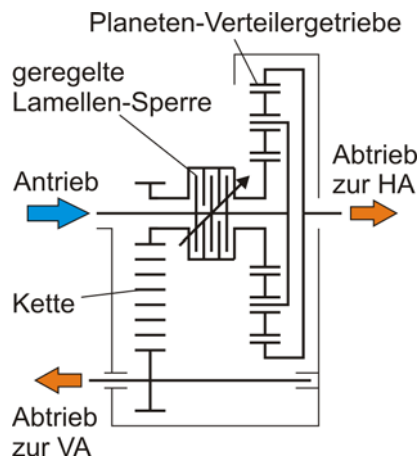 Planeten-Verteilergetriebe
geregelte
Lamellen-Sperre
Antrieb
Abtrieb
zur HA
Kette
Abtrieb
zur VA